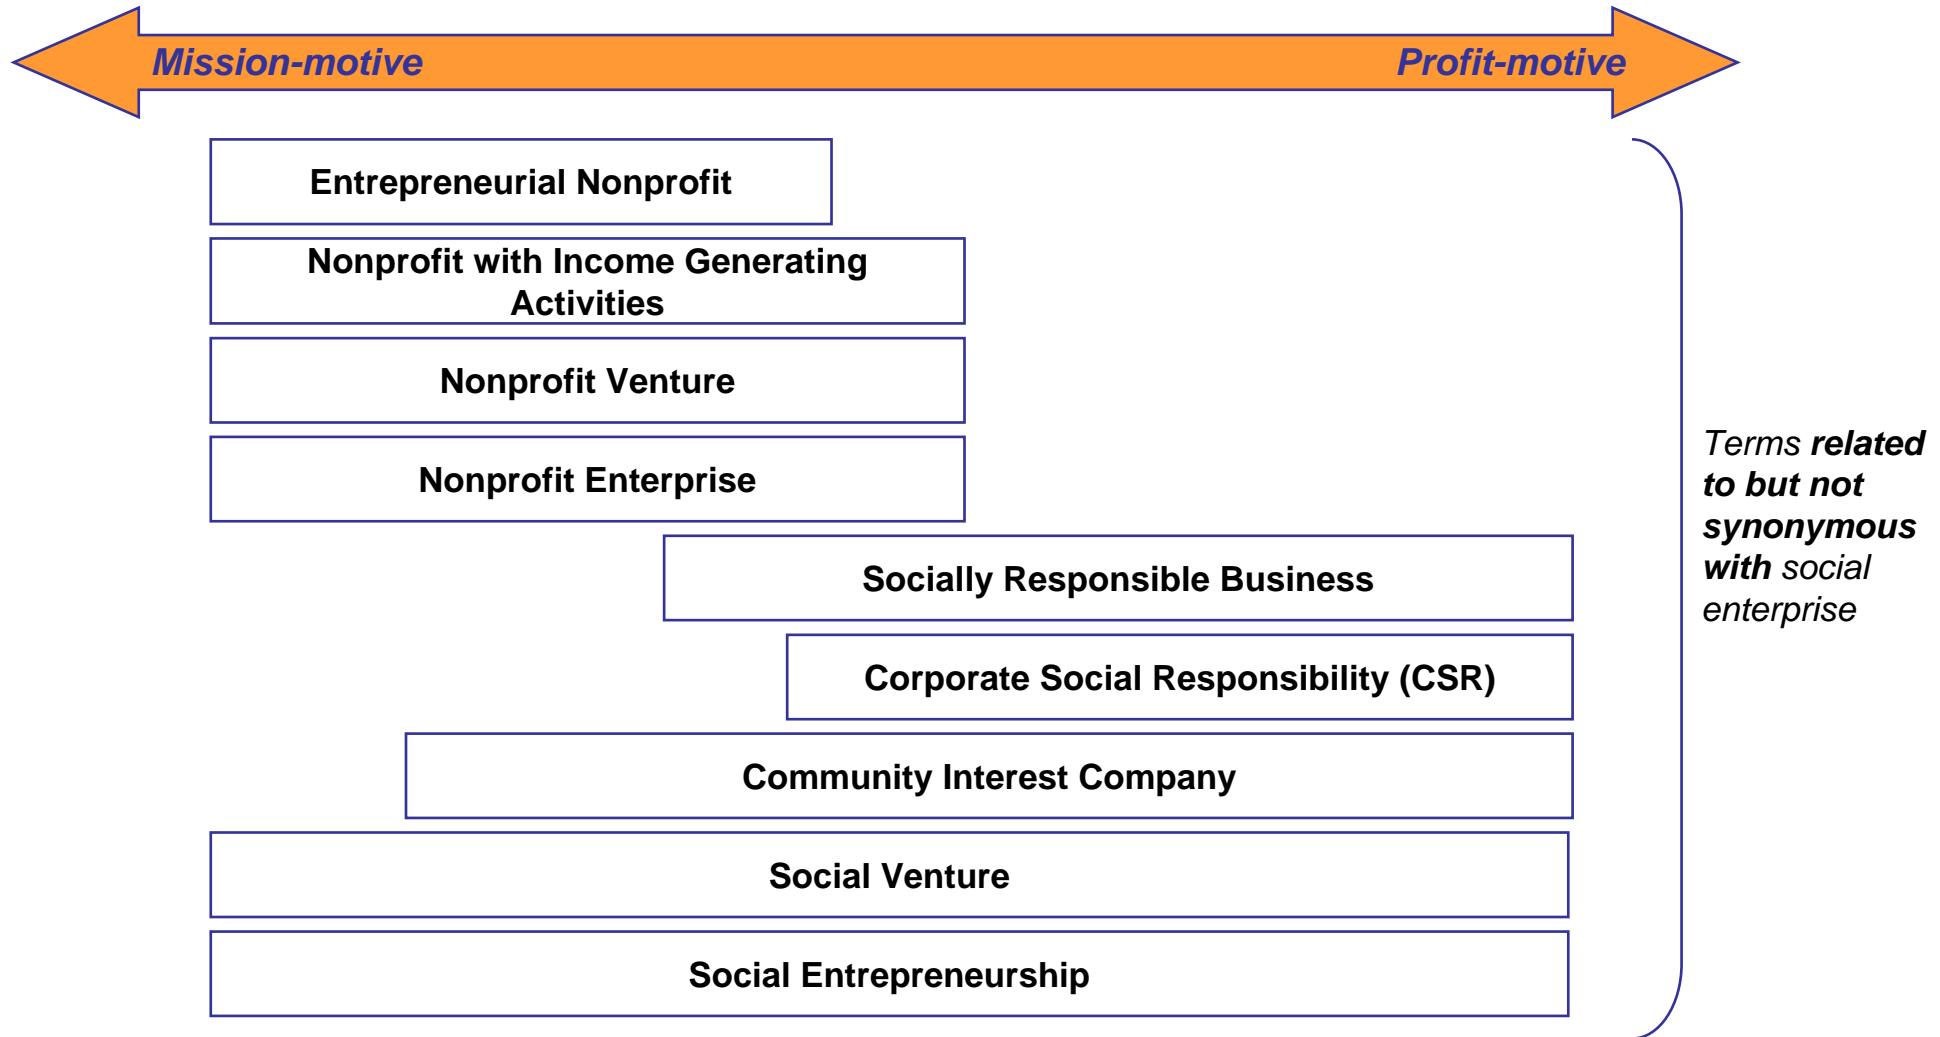 Mission-motive
Profit-motive
Entrepreneurial Nonprofit
Nonprofit with Income Generating
Activities
Nonprofit Venture
Nonprofit Enterprise
Socially Responsible Business
Corporate Social Responsibility (CSR)
Community Interest Company
Social Venture
Social Entrepreneurship
Terms related
to but not
synonymous
with social
enterprise